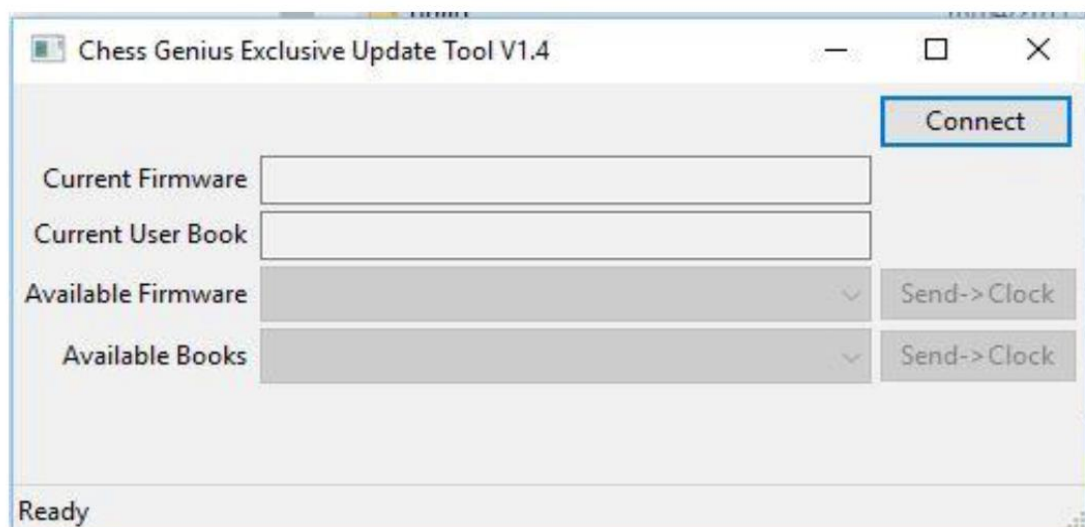 Chess Genius Exclusive Update Tool V1.4
Connect
Current Firmware
Current User Book
Available Firmware Send->Clock
Available Books Send->Clock
Ready